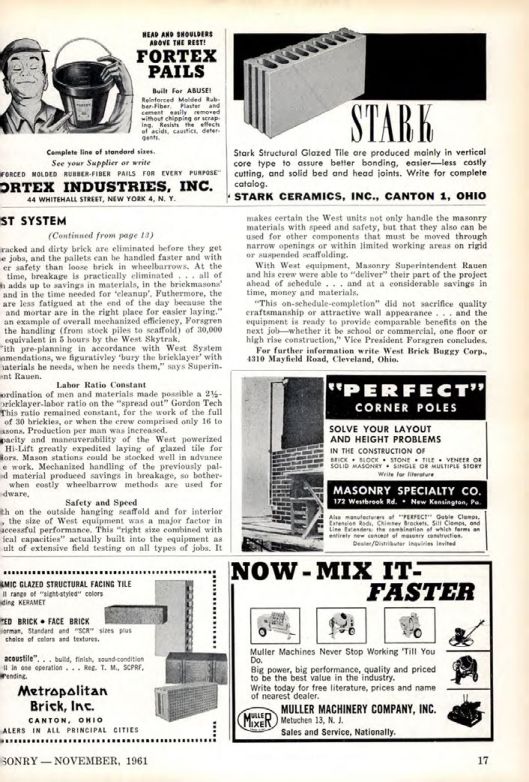 HEAD AND SHOULDERS
ABOVE THE REST!
FORTEX
PAILS
Built For ABUSE!
Reinforced Molded Rub-
ber-Fiber. Plaster and
cement easily removed
without chipping or scrap-
ing. Resists the effects
of acids, caustics, deter-
gents.
Complete line of standard sizes.
See your Supplier or write
FORCED MOLDED RUBBER-FIBER PAILS FOR EVERY PURPOSE"
ORTEX INDUSTRIES, INC.
44 WHITEHALL STREET, NEW YORK 4, N. Y.
STARK
Stark Structural Glazed Tile are produced mainly in vertical
core type to assure better bonding, easier—less costly
cutting, and solid bed and head joints. Write for complete
catalog.
STARK CERAMICS, INC., CANTON 1, OHIO
ST SYSTEM
(Continued from page 13)
racked and dirty brick are eliminated before they get
e jobs, and the pallets can be handled faster and with
er safety than loose brick in wheelbarrows. At the
time, breakage is practically eliminated . . . all of
h adds up to savings in materials, in the brickmasons'
and in the time needed for 'cleanup'. Futhermore, the
are less fatigued at the end of the day because the
and mortar are in the right place for easier laying."
an example of overall mechanized efficiency, Forsgren
the handling (from stock piles to scaffold) of 30,000
equivalent in 5 hours by the West Skytrak.
ith pre-planning in accordance with West System
mmendations, we figurativley 'bury the bricklayer' with
materials he needs, when he needs them," says Superin-
ent Rauen.
Labor Ratio Constant
ordination of men and materials made possible a 2½-
bricklayer-labor ratio on the "spread out" Gordon Tech
This ratio remained constant, for the work of the full
of 30 brickies, or when the crew comprised only 16 to
asons. Production per man was increased.
pacity and maneuverability of the West powerized
Hi-Lift greatly expedited laying of glazed tile for
iors. Mason stations could be stocked well in advance
e work. Mechanized handling of the previously pal-
ed material produced savings in breakage, so bother-
when costly wheelbarrow methods are used for
dware.
Safety and Speed
th on the outside hanging scaffold and for interior
, the size of West equipment was a major factor in
uccessful performance. This "right size combined with
ical capacities" actually built into the equipment as
ult of extensive field testing on all types of jobs. It
makes certain the West units not only handle the masonry
materials with speed and safety, but that they also can be
used for other components that must be moved through
narrow openings or within limited working areas on rigid
or suspended scaffolding.
With West equipment, Masonry Superintendent Rauen
and his crew were able to "deliver" their part of the project
ahead of schedule . . . and at a considerable savings in
time, money and materials.
"This on-schedule-completion" did not sacrifice quality
craftsmanship or attractive wall appearance . . . and the
equipment is ready to provide comparable benefits on the
next job—whether it be school or commercial, one floor or
high rise construction," Vice President Forsgren concludes.
For further information write West Brick Buggy Corp.,
4310 Mayfield Road, Cleveland, Ohio.
"PERFECT"
CORNER POLES
SOLVE YOUR LAYOUT
AND HEIGHT PROBLEMS
IN THE CONSTRUCTION OF
BRICK • BLOCK • STONE • TILE • VENEER OR
SOLID MASONRY • SINGLE OR MULTIPLE STORY
Write for literature
MASONRY SPECIALTY CO.
172 Westbrook Rd. • New Kensington, Pa.
Also manufacturers of "PERFECT" Gable Clamps,
Extension Rods, Chimney Brackets, Sill Clamps, and
Line Extenders: the combination of which forms an
entirely new concept of masonry construction.
Dealer/Distributor inquiries invited
AMIC GLAZED STRUCTURAL FACING TILE
ll range of "sight-styled" colors
ding KERAMET
ZED BRICK • FACE BRICK
orman, Standard and "SCR" sizes plus
choice of colors and textures.
acoustile". . . build, finish, sound-condition
ll in one operation . . . Reg. T. M., SCPRF,
Pending.
Metropolitan
Brick, Inc.
CANTON, OHIO
ALERS IN ALL PRINCIPAL CITIES
NOW-MIX IT-
FASTER
Muller Machines Never Stop Working 'Till You
Do.
Big power, big performance, quality and priced
to be the best value in the industry.
Write today for free literature, prices and name
of nearest dealer.
MULLER
MIXER
MULLER MACHINERY COMPANY, INC.
Metuchen 13, N. J.
Sales and Service, Nationally.
SONRY — NOVEMBER, 1961
17